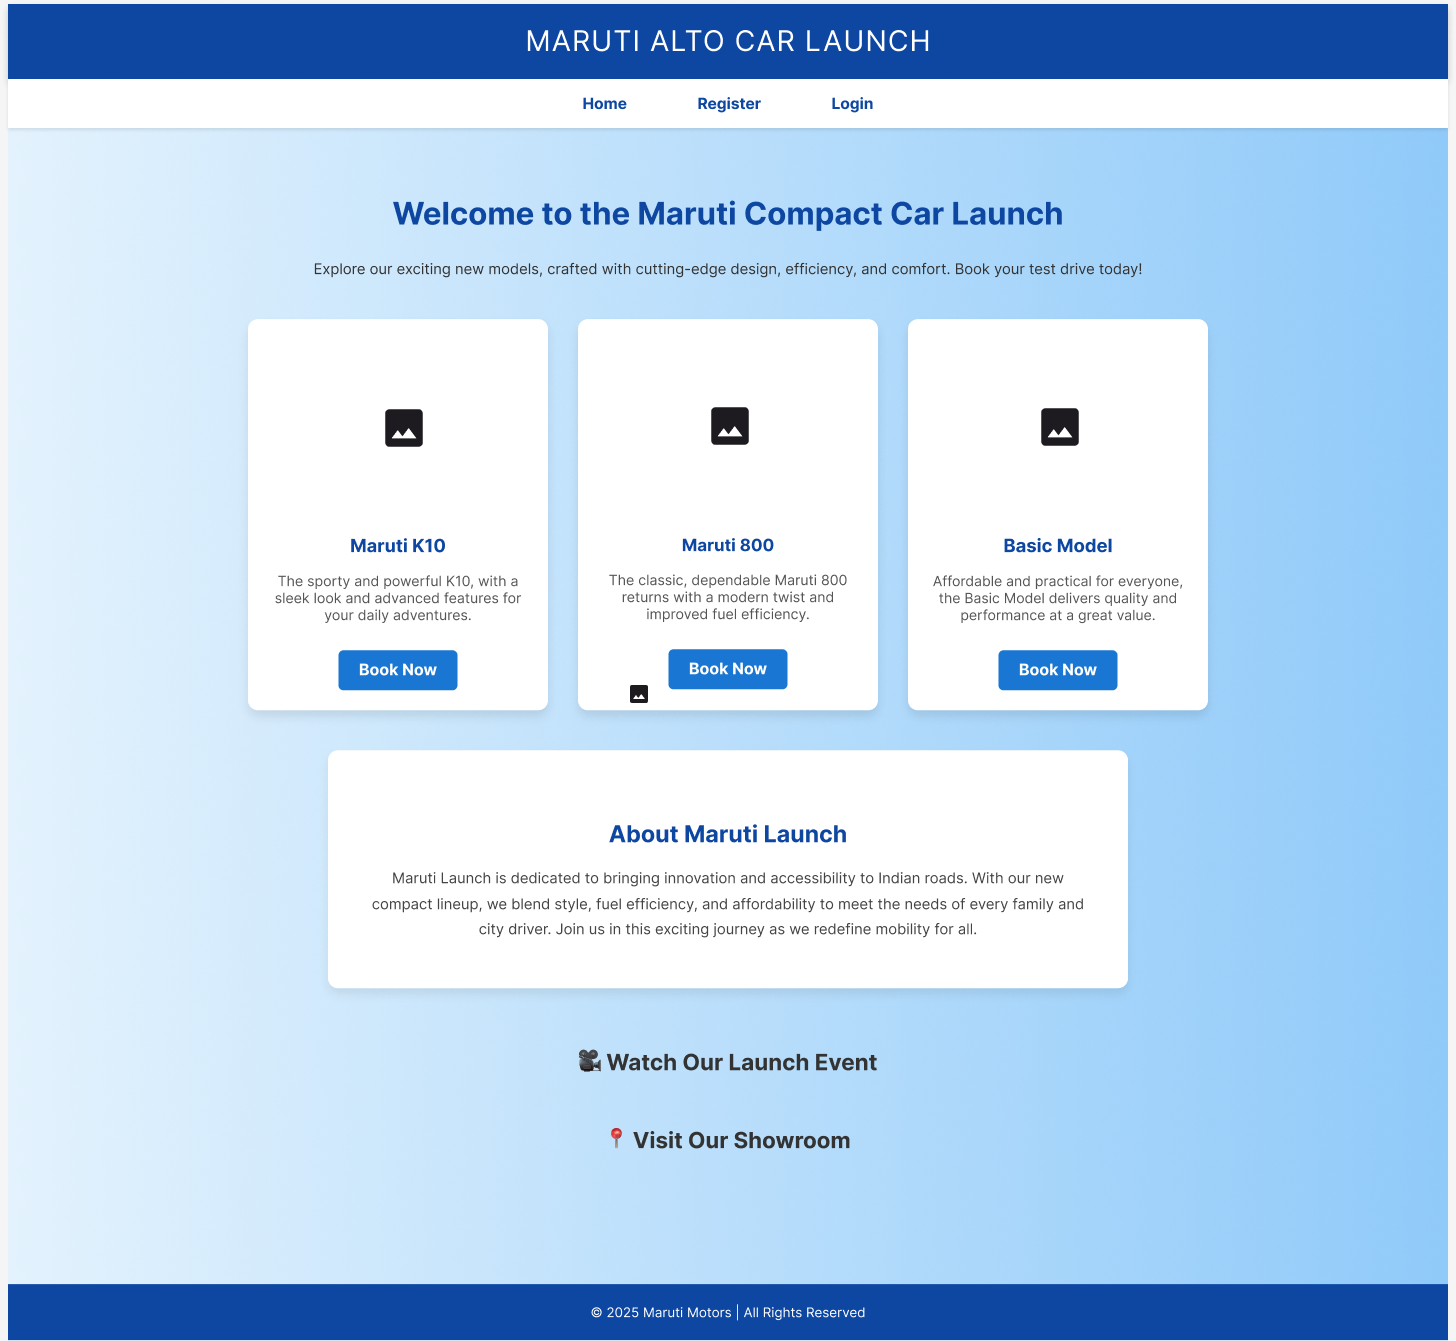 MARUTI ALTO CAR LAUNCH
Home Register Login
Welcome to the Maruti Compact Car Launch
Explore our exciting new models, crafted with cutting-edge design, efficiency, and comfort. Book your test drive today!
Maruti K10
The sporty and powerful K10, with a
sleek look and advanced features for
your daily adventures.
Book Now
Maruti 800
The classic, dependable Maruti 800
returns with a modern twist and
improved fuel efficiency.
Book Now
Basic Model
Affordable and practical for everyone,
the Basic Model delivers quality and
performance at a great value.
Book Now
About Maruti Launch
Maruti Launch is dedicated to bringing innovation and accessibility to Indian roads. With our new
compact lineup, we blend style, fuel efficiency, and affordability to meet the needs of every family and
city driver. Join us in this exciting journey as we redefine mobility for all.
🎥 Watch Our Launch Event
📍 Visit Our Showroom
© 2025 Maruti Motors | All Rights Reserved